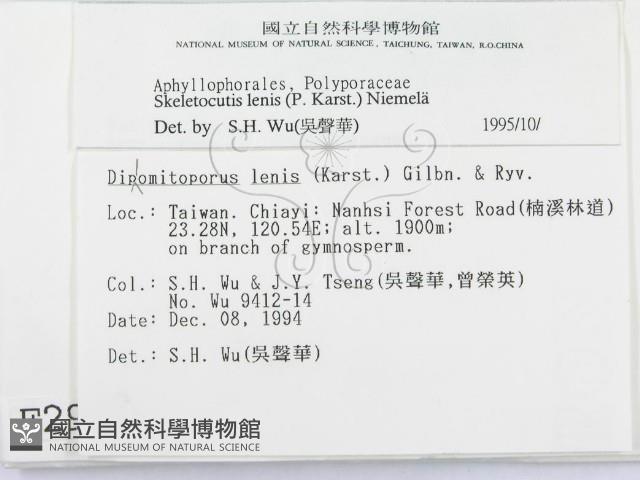 國立自然科學博物館
NATIONAL MUSEUM OF NATURAL SCIENCE, TAICHUNG, TAIWAN, R.O.CHINA
Aphyllophorales, Polyporaceae
Skeletocutis lenis (P. Karst.) Niemelä
Det. by S.H. Wu(吳聲華) 1995/10/
Dipomitoporus lenis (Karst.) Gilbn. & Ryv.
Loc.: Taiwan. Chiayi: Nanhsi Forest Road(楠溪林道)
23.28N, 120.54E; alt. 1900m;
on branch of gymnosperm.
Col.: S.H. Wu & J.Y. Tseng(吳聲華,曾榮英)
No. Wu 9412-14
Date: Dec. 08, 1994
Det.: S.H. Wu(吳聲華)
國立自然科學博物館
NATIONAL MUSEUM OF NATURAL SCIENCE